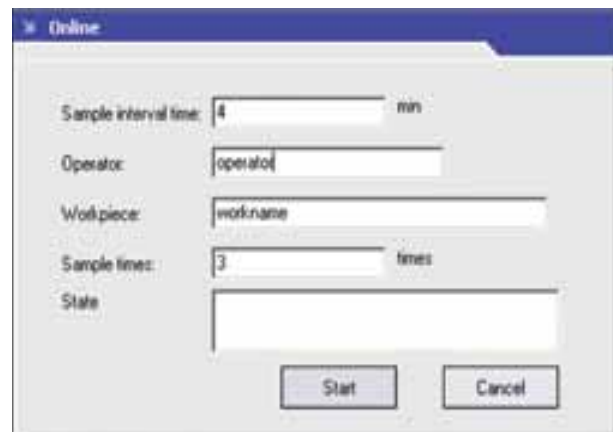 Online
Sample interval time: 4 min
Operator: operator
Workpiece: workname
Sample times: 3 times
State
Start Cancel